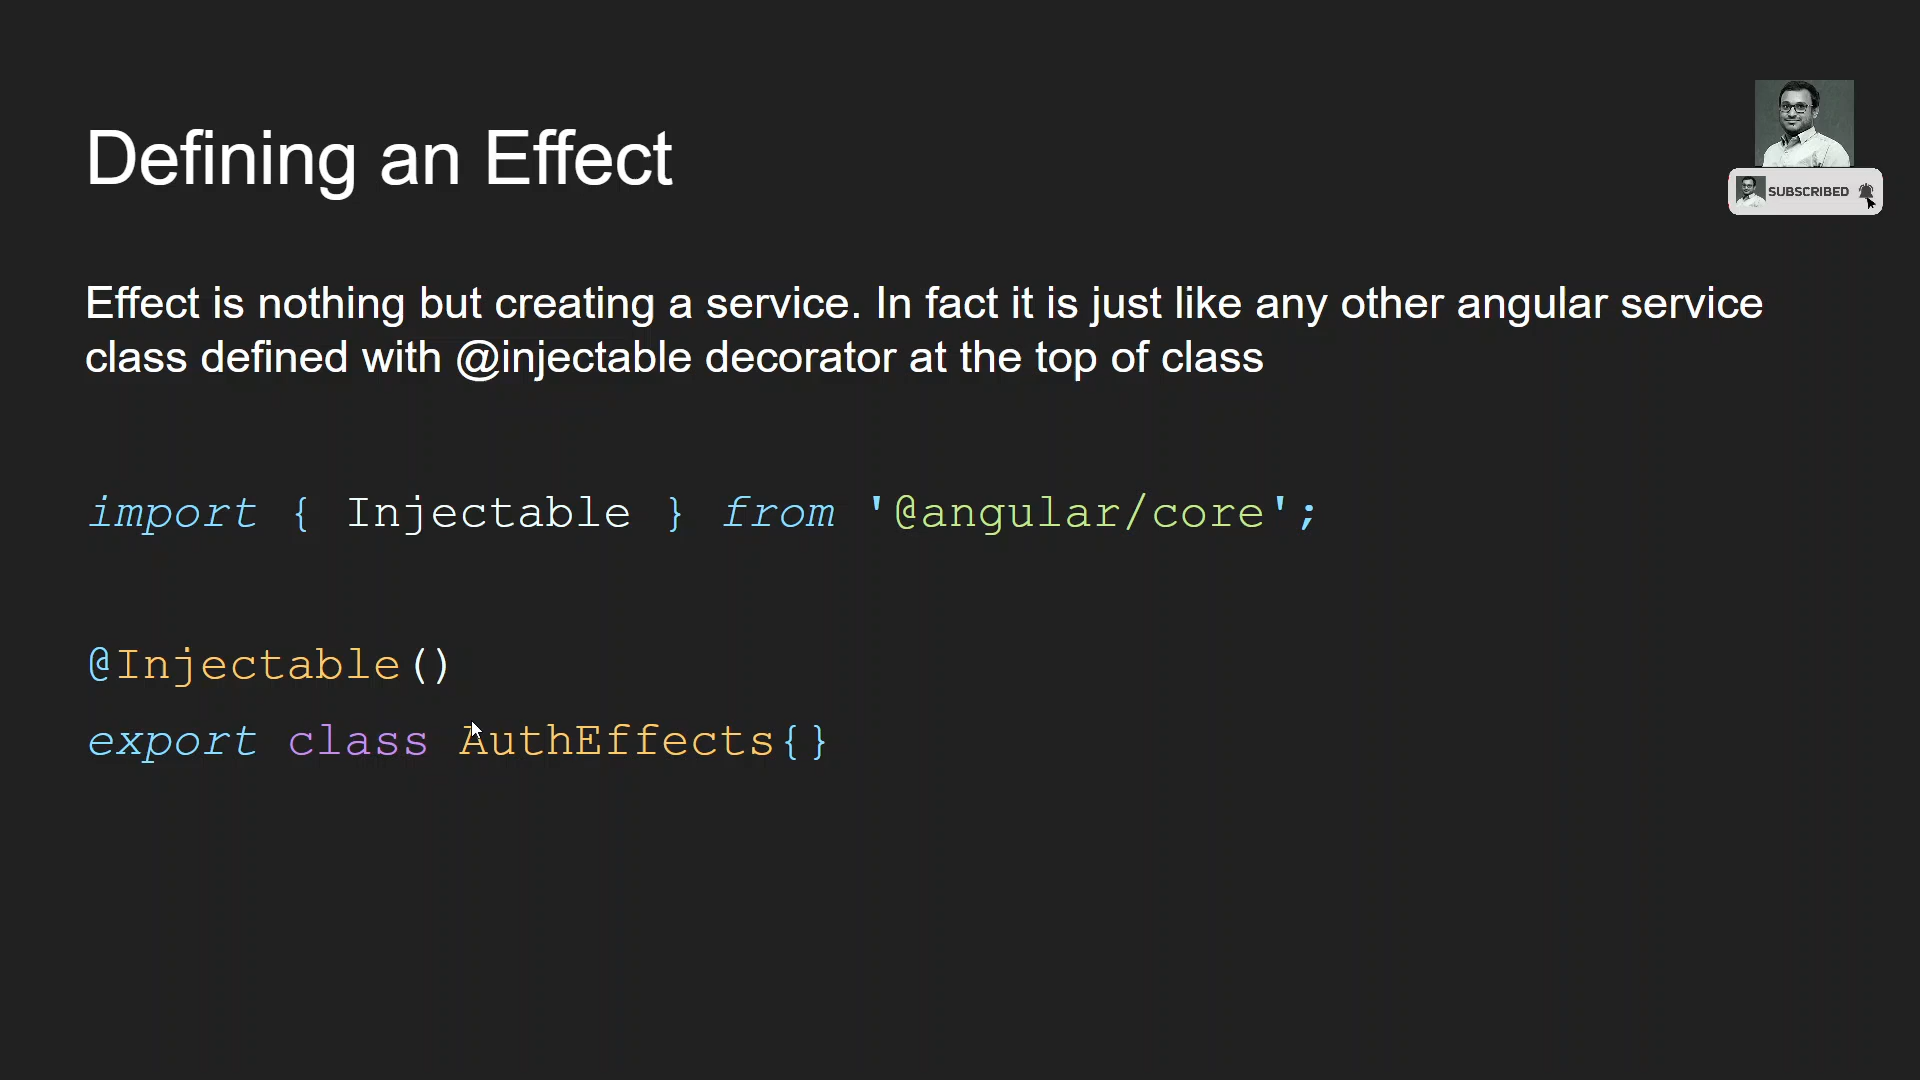 Defining an Effect
SUBSCRIBED
Effect is nothing but creating a service. In fact it is just like any other angular service
class defined with @injectable decorator at the top of class
import { Injectable } from '@angular/core';
@Injectable()
export class AuthEffects{}